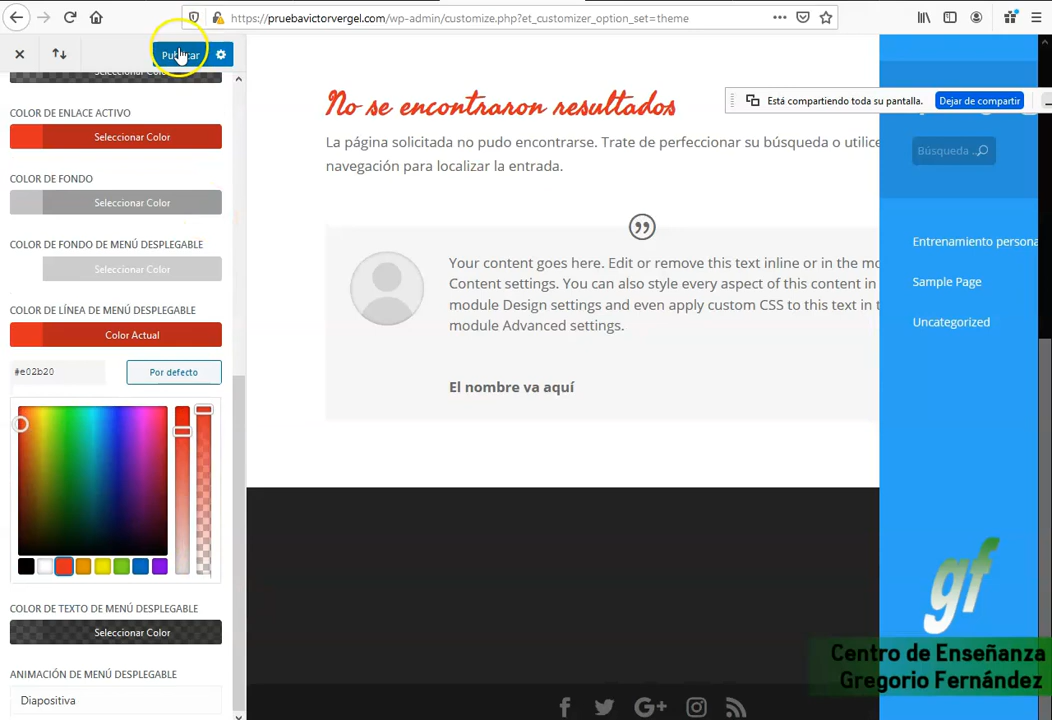 https://pruebavictorvergel.com/wp-admin/customize.php?et_customizer_option_set=theme
Publicar
Seleccionar Color
COLOR DE ENLACE ACTIVO
Seleccionar Color
COLOR DE FONDO
Seleccionar Color
COLOR DE FONDO DE MENÚ DESPLEGABLE
Seleccionar Color
COLOR DE LÍNEA DE MENÚ DESPLEGABLE
Color Actual
#e02b20
Por defecto
COLOR DE TEXTO DE MENÚ DESPLEGABLE
Seleccionar Color
ANIMACIÓN DE MENÚ DESPLEGABLE
Diapositiva
No se encontraron resultados
La página solicitada no pudo encontrarse. Trate de perfeccionar su búsqueda o utilice
navegación para localizar la entrada.
Your content goes here. Edit or remove this text inline or in the mo
Content settings. You can also style every aspect of this content in
module Design settings and even apply custom CSS to this text in t
module Advanced settings.
El nombre va aquí
Está compartiendo toda su pantalla.
Dejar de compartir
Búsqueda ...
Entrenamiento persona
Sample Page
Uncategorized
gf
Centro de Enseñanza
Gregorio Fernández